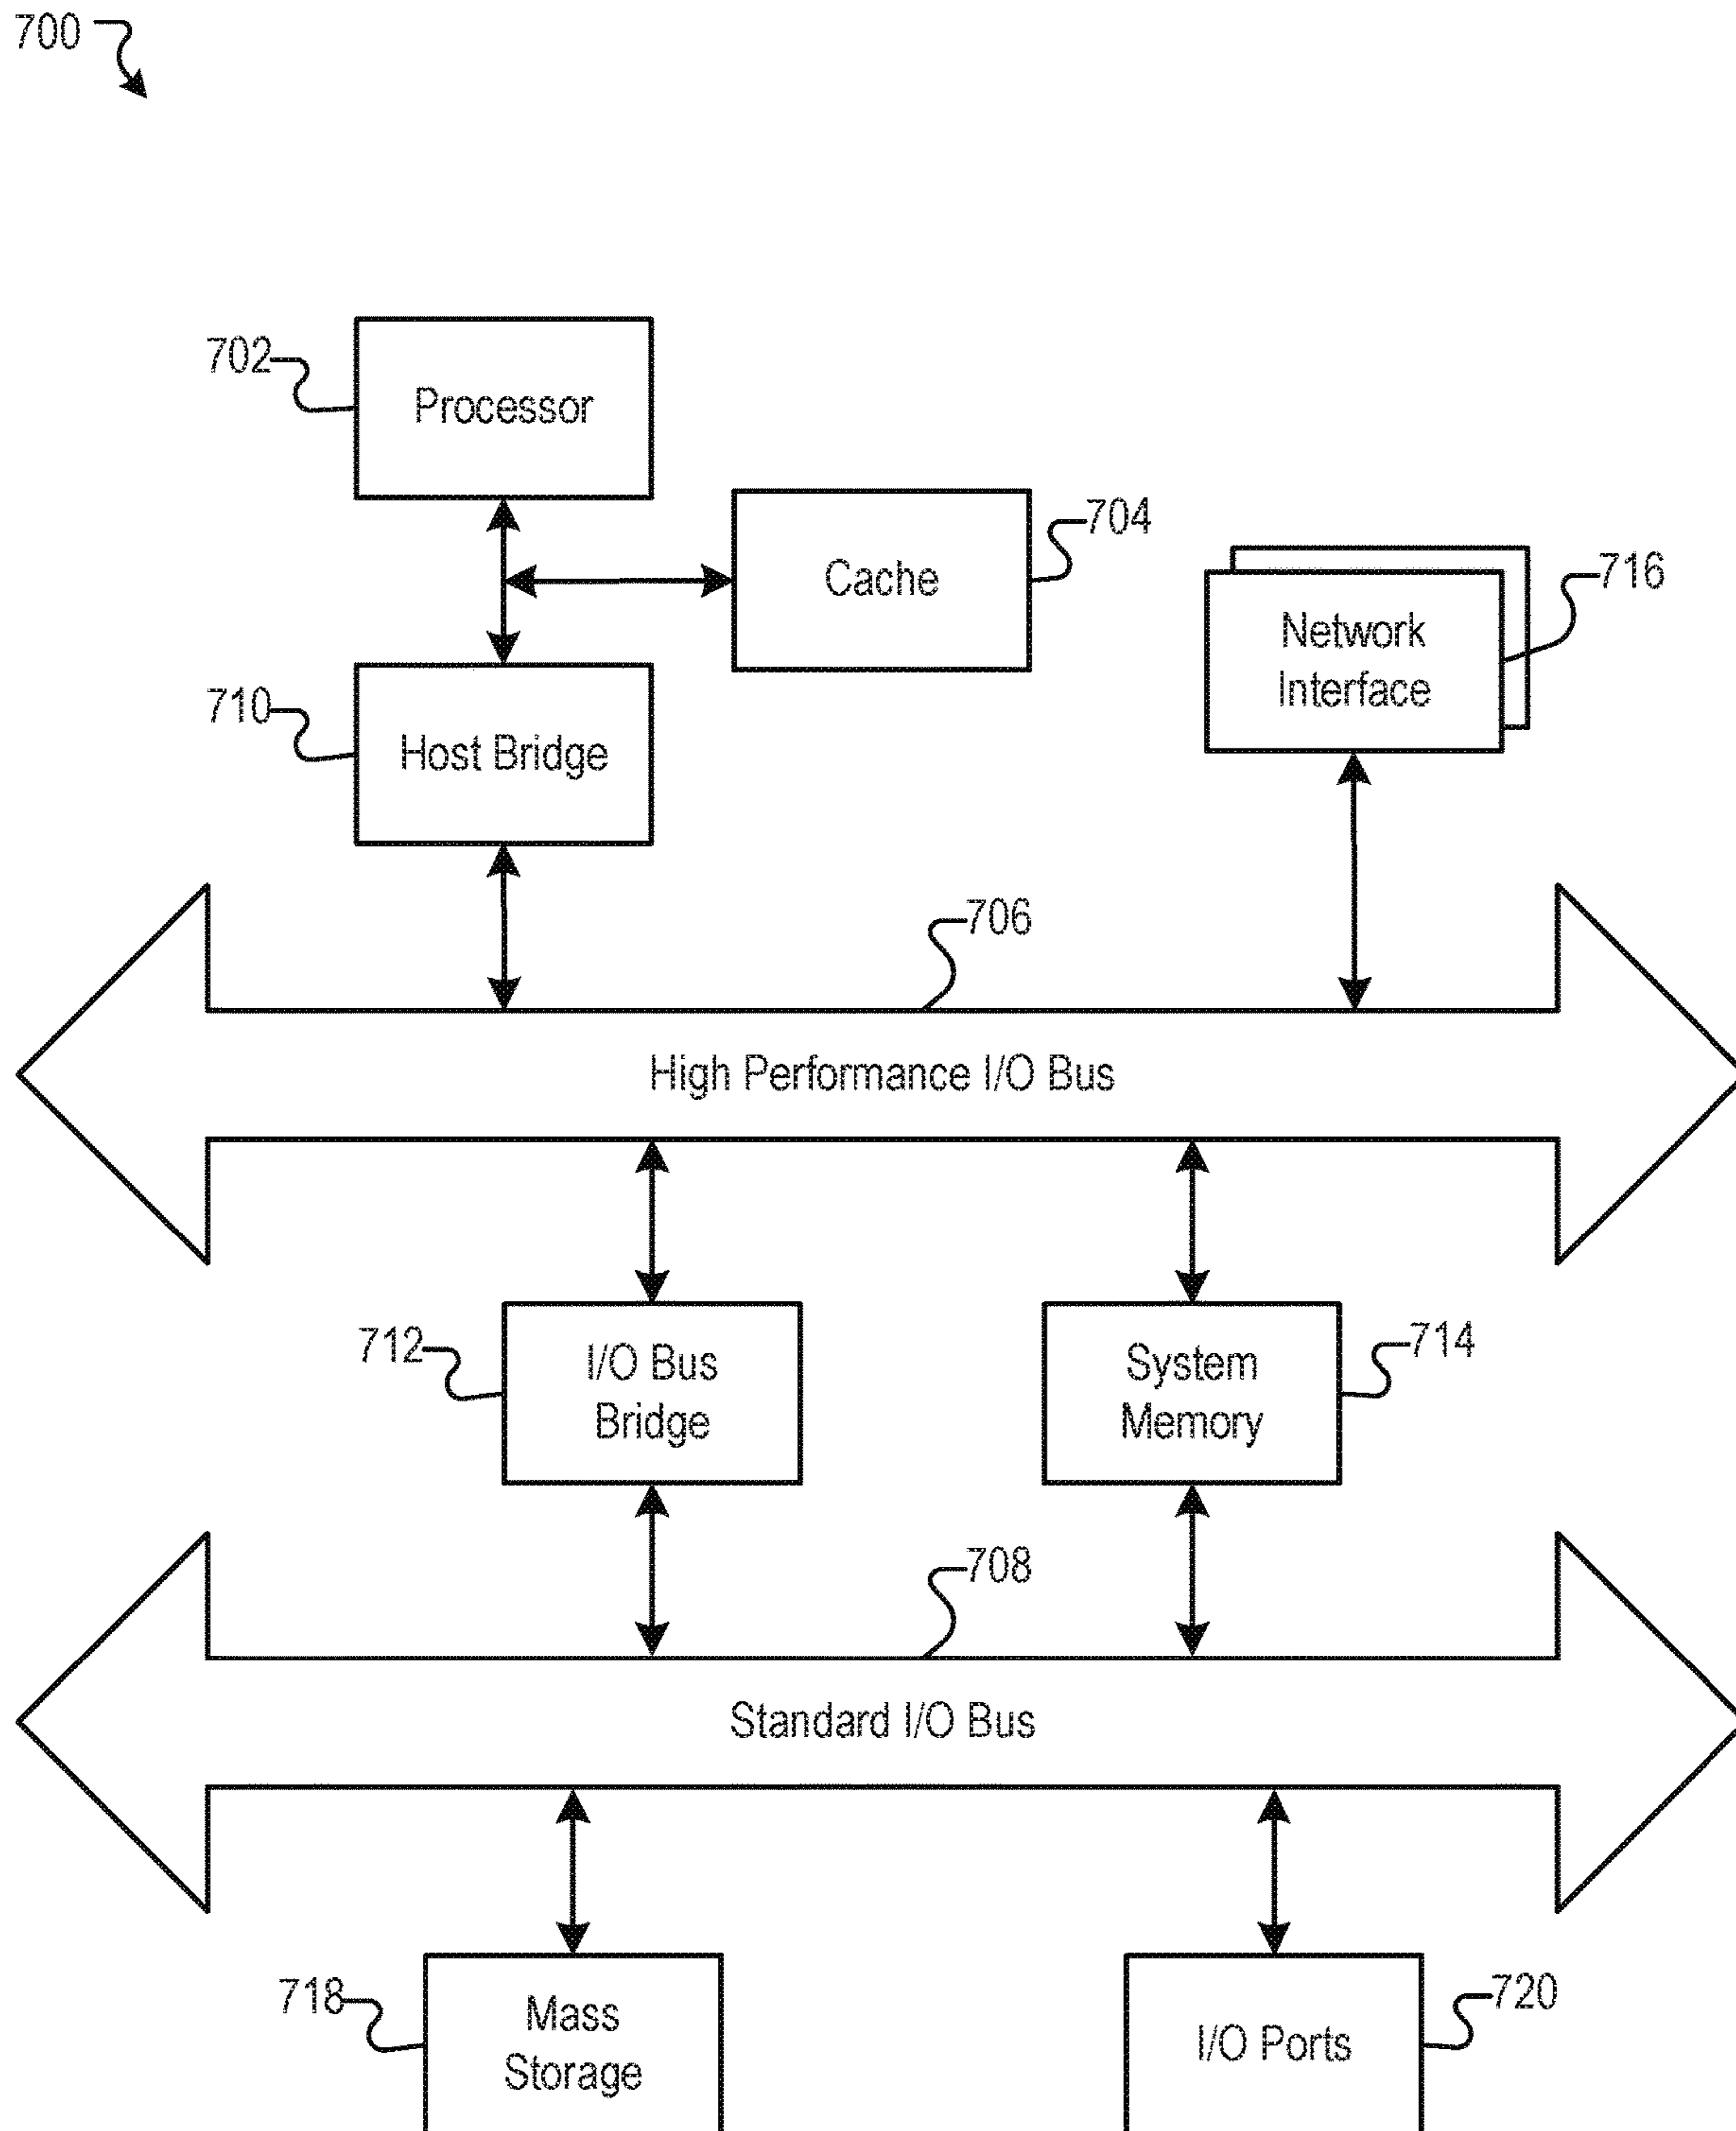 700
702
Processor
704
Cache
716
Network
Interface
710
Host Bridge
706
High Performance I/O Bus
712
I/O Bus
Bridge
System
Memory
714
708
Standard I/O Bus
718
Mass
Storage
I/O Ports
720